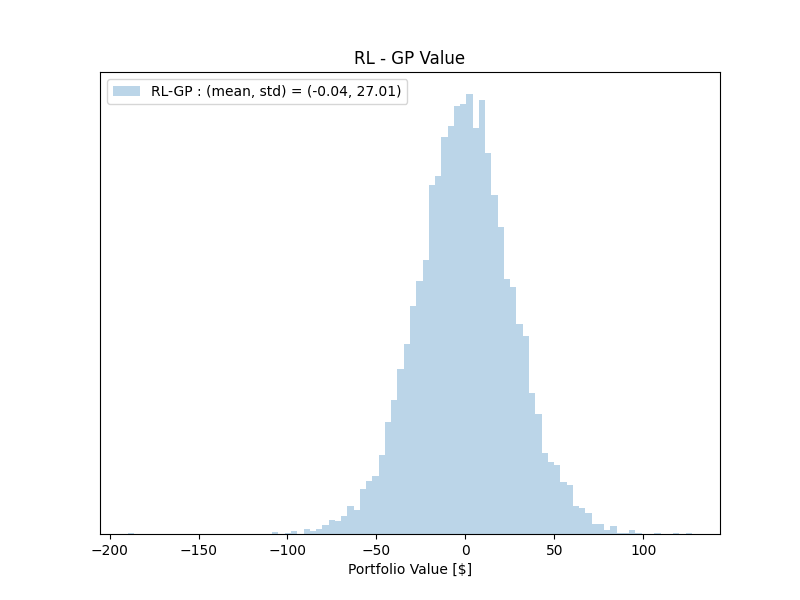 RL - GP Value
RL-GP : (mean, std) = (-0.04, 27.01)
−200 −150 −100 −50 0 50 100
Portfolio Value [$]